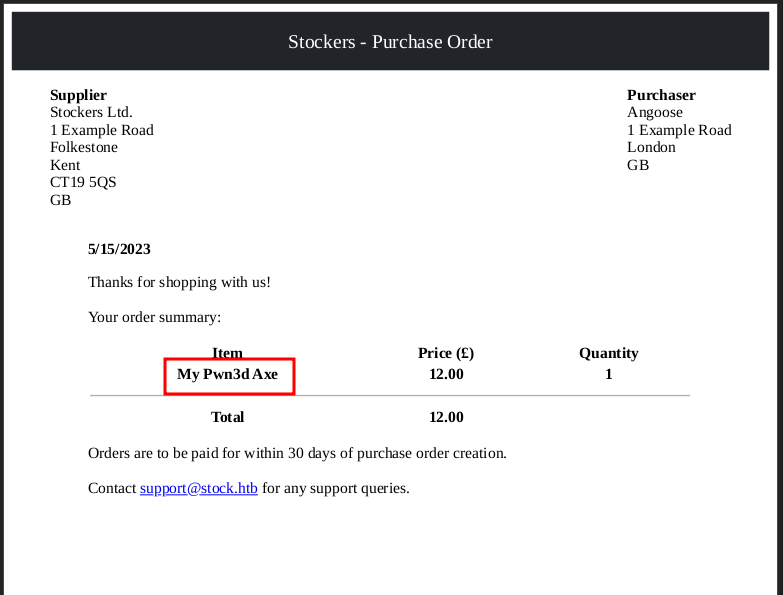 Stockers - Purchase Order
Supplier
Stockers Ltd.
1 Example Road
Folkestone
Kent
CT19 5QS
GB
Purchaser
Angoose
1 Example Road
London
GB
5/15/2023
Thanks for shopping with us!
Your order summary:
Item Price (£) Quantity
My Pwn3d Axe 12.00 1
Total 12.00
Orders are to be paid for within 30 days of purchase order creation.
Contact support@stock.htb for any support queries.